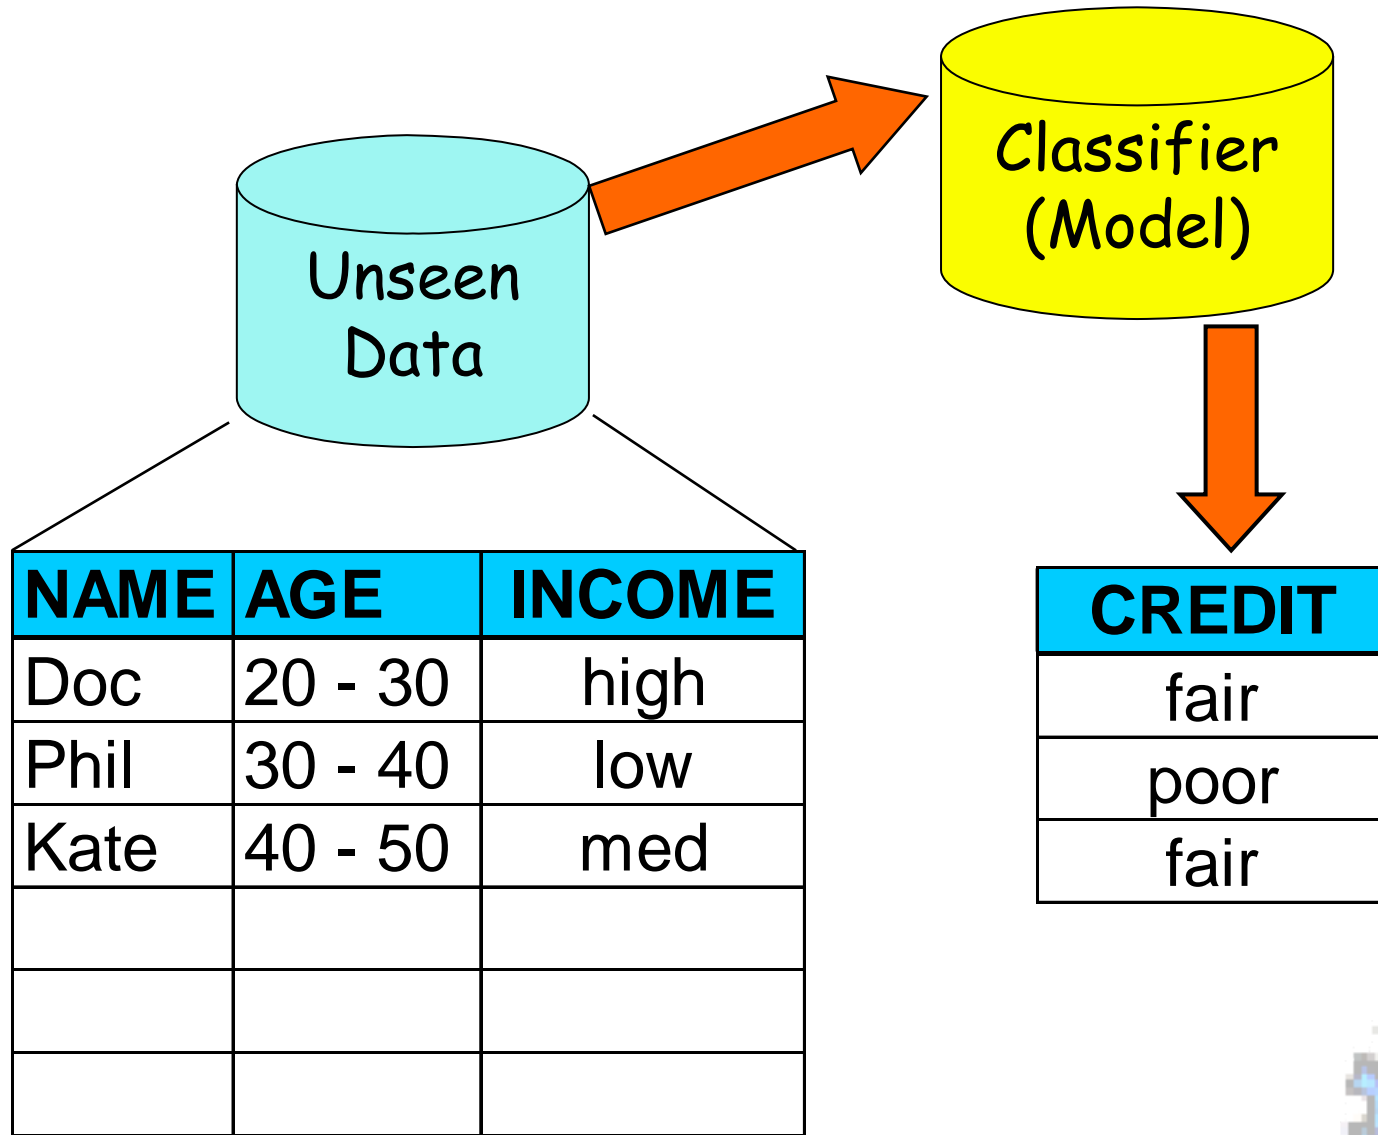 Classifier
(Model)
Unseen
Data
NAME AGE INCOME
Doc 20 - 30 high
Phil 30 - 40 low
Kate 40 - 50 med
CREDIT
fair
poor
fair